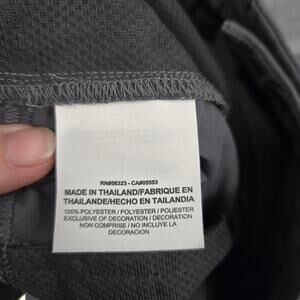 RN#56323 - CA#05553
MADE IN THAILAND/FABRIQUE EN
THAILANDE/HECHO EN TAILANDIA
100% POLYESTER / POLYESTER / POLIESTER
EXCLUSIVE OF DECORATION / DECORATION
NON COMPRISE / NO INCLUYE LA
DECORACION